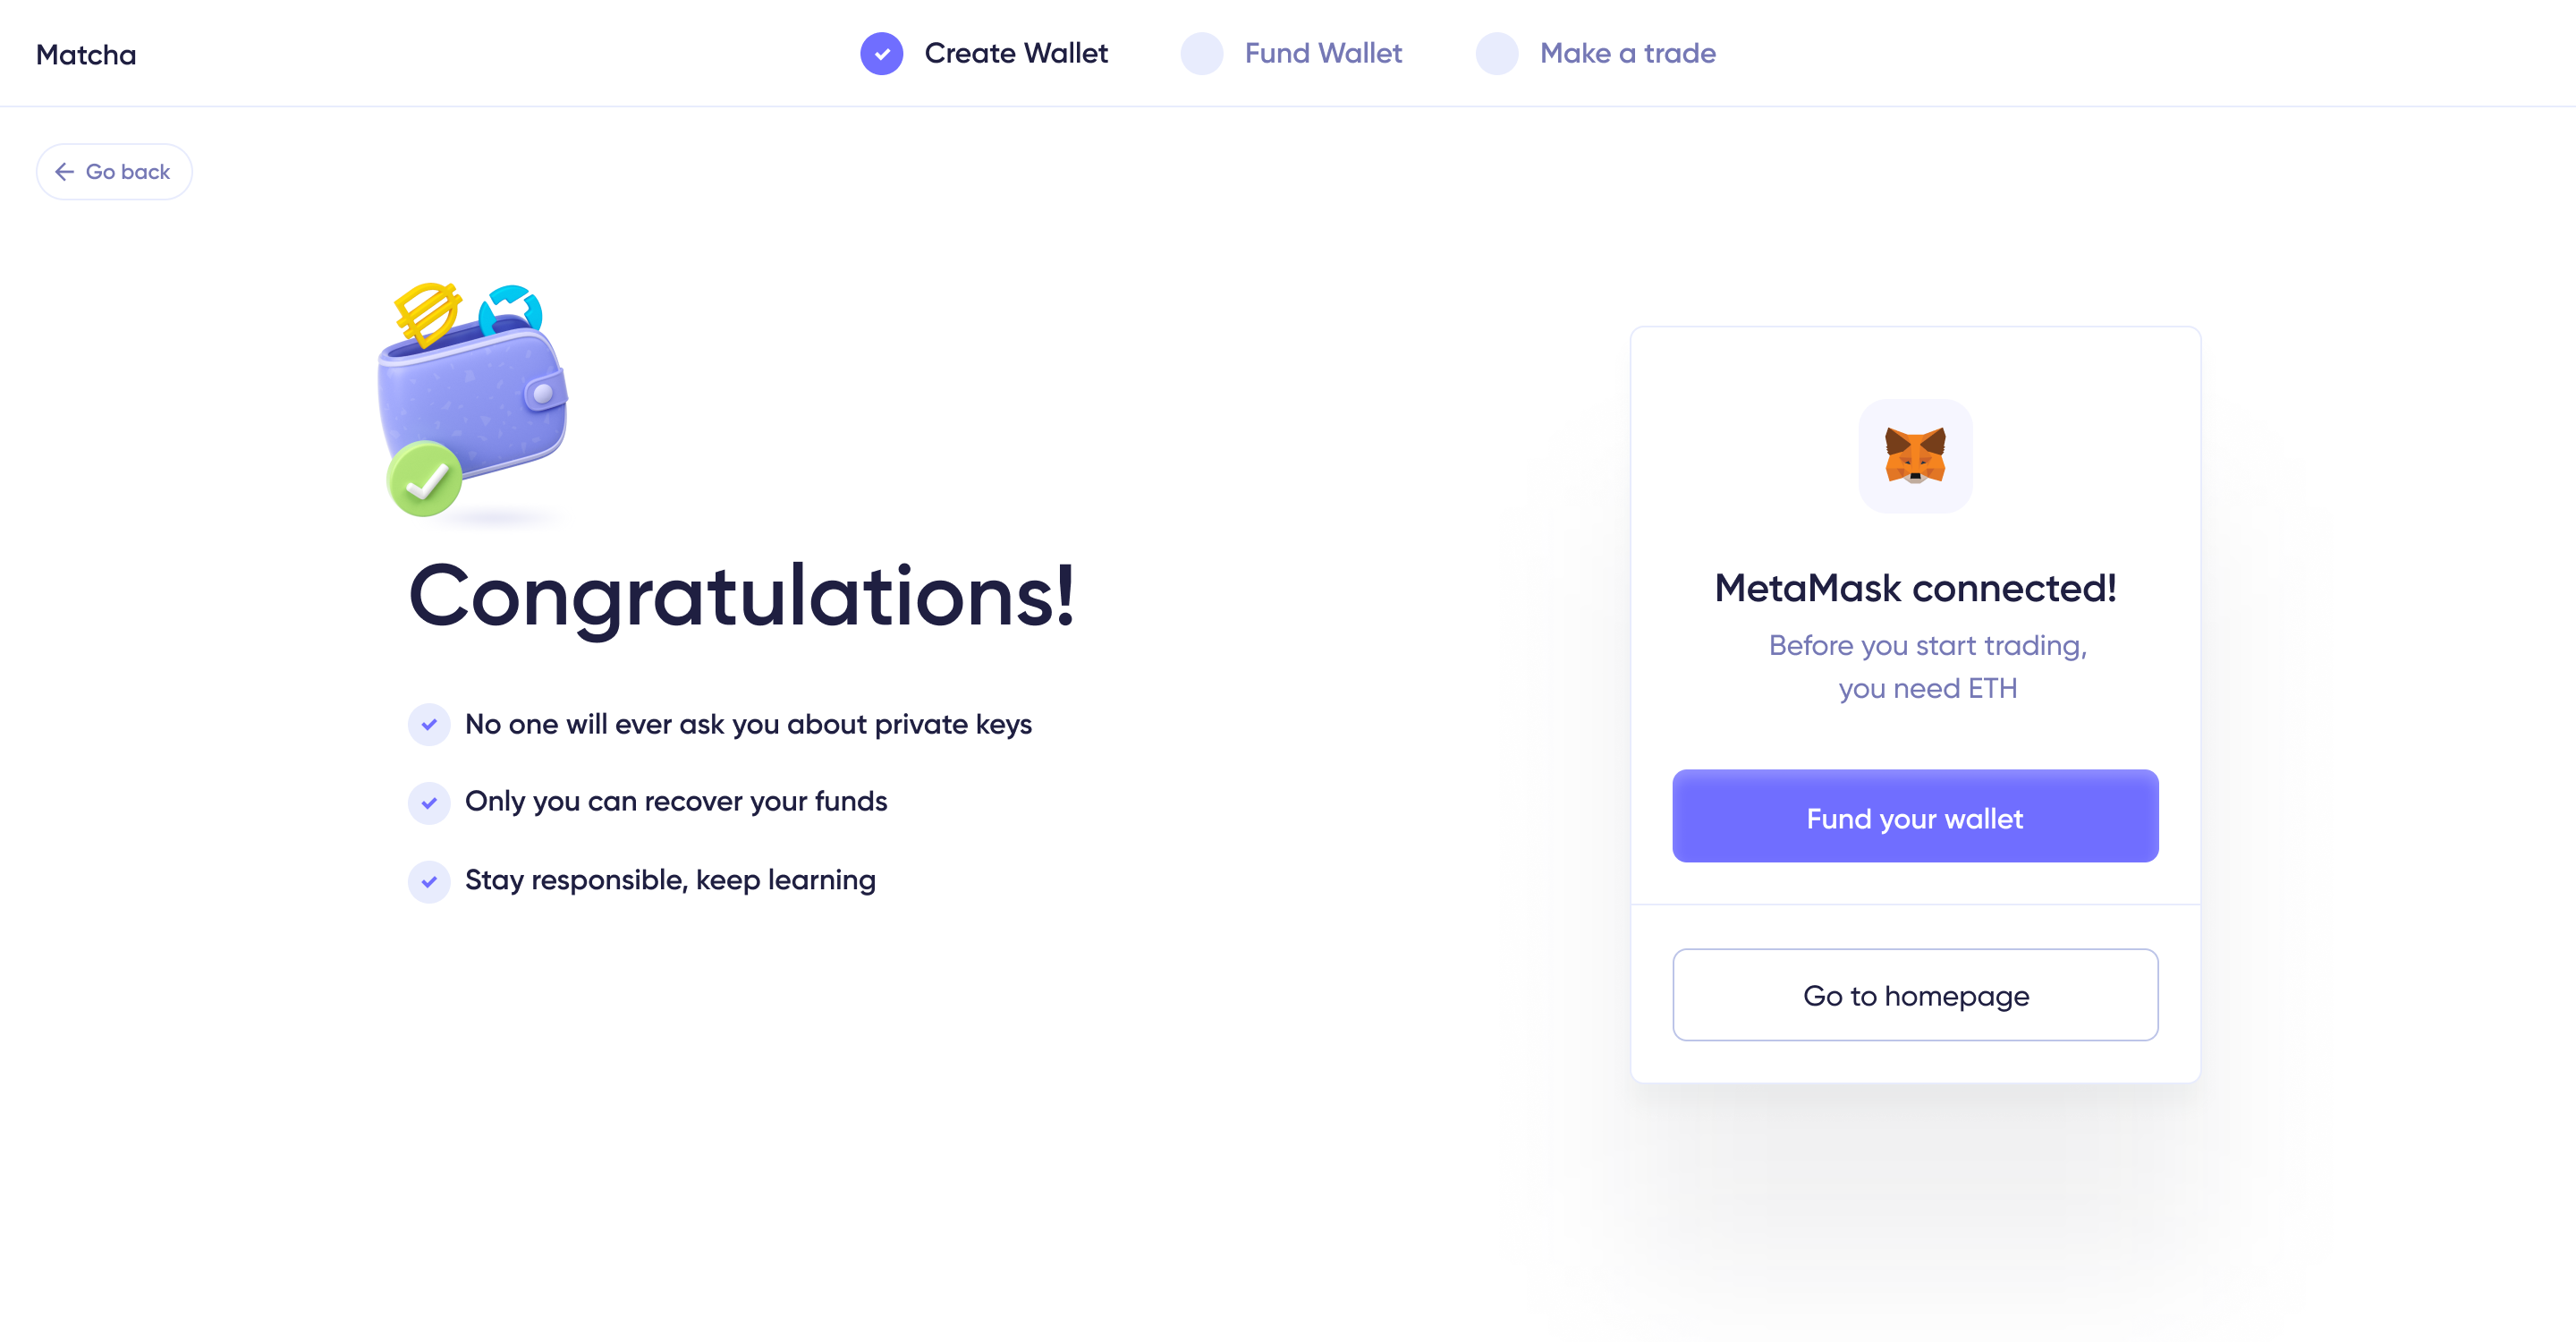 Matcha
Create Wallet
Fund Wallet
Make a trade
Go back
Congratulations!
No one will ever ask you about private keys
Only you can recover your funds
Stay responsible, keep learning
MetaMask connected!
Before you start trading,
you need ETH
Fund your wallet
Go to homepage